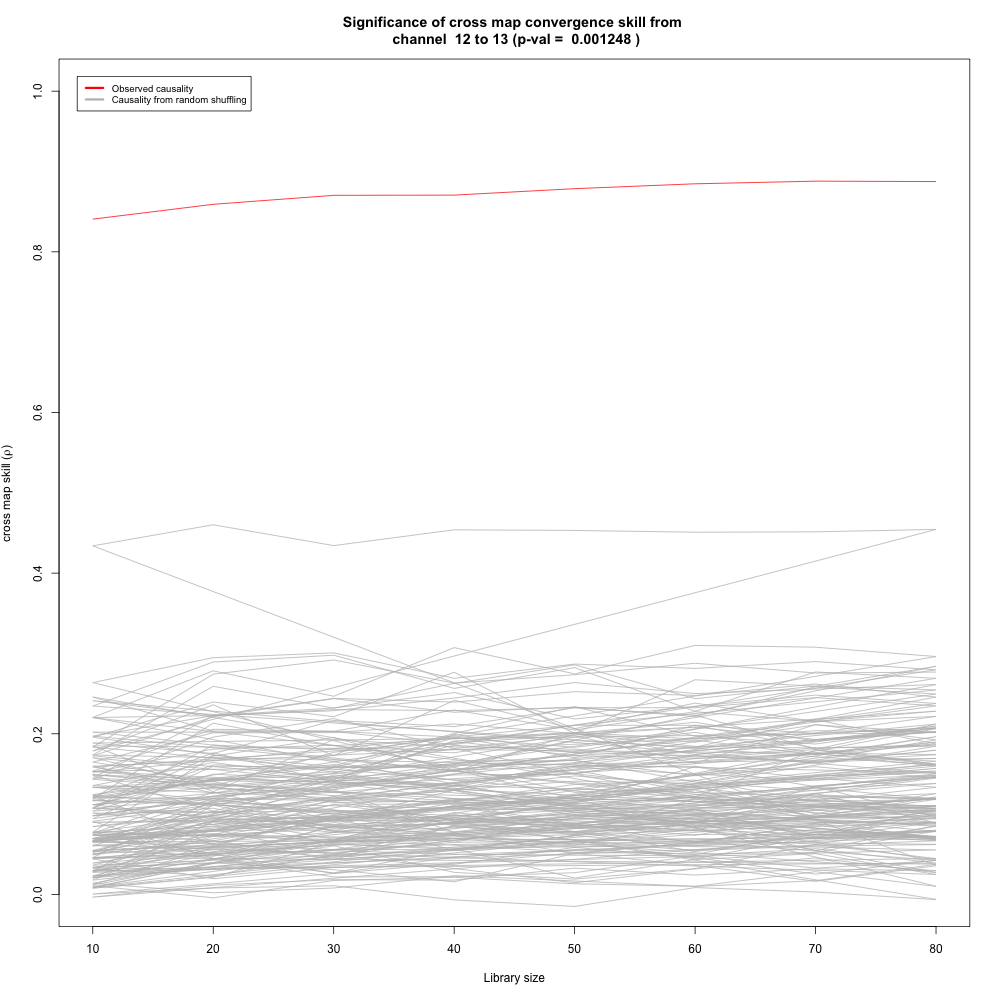 Significance of cross map convergence skill from
channel  12 to 13 (p-val =  0.001248 )
Observed causality
Causality from random shuffling
1.0
0.8
0.6
0.4
0.2
0.0
cross map skill (ρ)
10 20 30 40 50 60 70 80
Library size